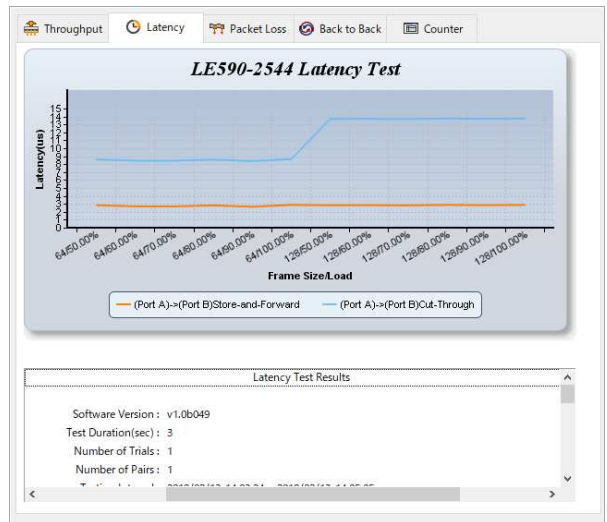 Throughput
Latency
Packet Loss
Back to Back
Counter
LE590-2544 Latency Test
Latency(us)
15
14
13
12
10
9
8
6
5
4
3
2
1
0
64/50.00%
64/60.00%
64/70.00%
64/80.00%
64/90.00%
64/100.00%
128/50.00%
128/60.00%
128/70.00%
128/80.00%
128/90.00%
128/100.00%
Frame Size/Load
(Port A)->(Port B)Store-and-Forward
(Port A)->(Port B)Cut-Through
Latency Test Results
Software Version : v1.0b049
Test Duration(sec) : 3
Number of Trials : 1
Number of Pairs : 1